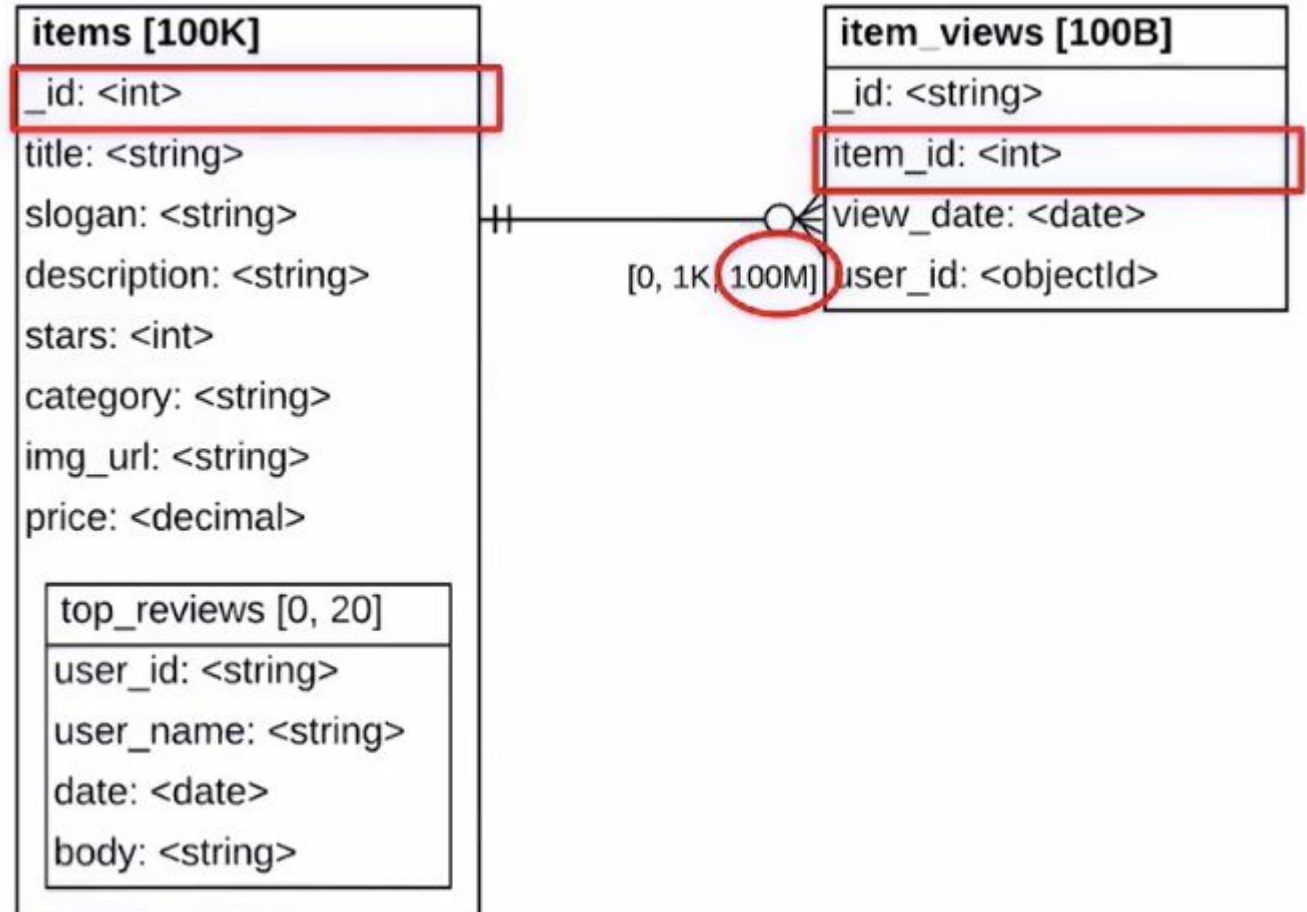 items [100K]
_id: <int>
title: <string>
slogan: <string>
description: <string>
stars: <int>
category: <string>
img_url: <string>
price: <decimal>
top_reviews [0, 20]
user_id: <string>
user_name: <string>
date: <date>
body: <string>
[0, 1K, 100M]
item_views [100B]
_id: <string>
item_id: <int>
view_date: <date>
user_id: <objectId>